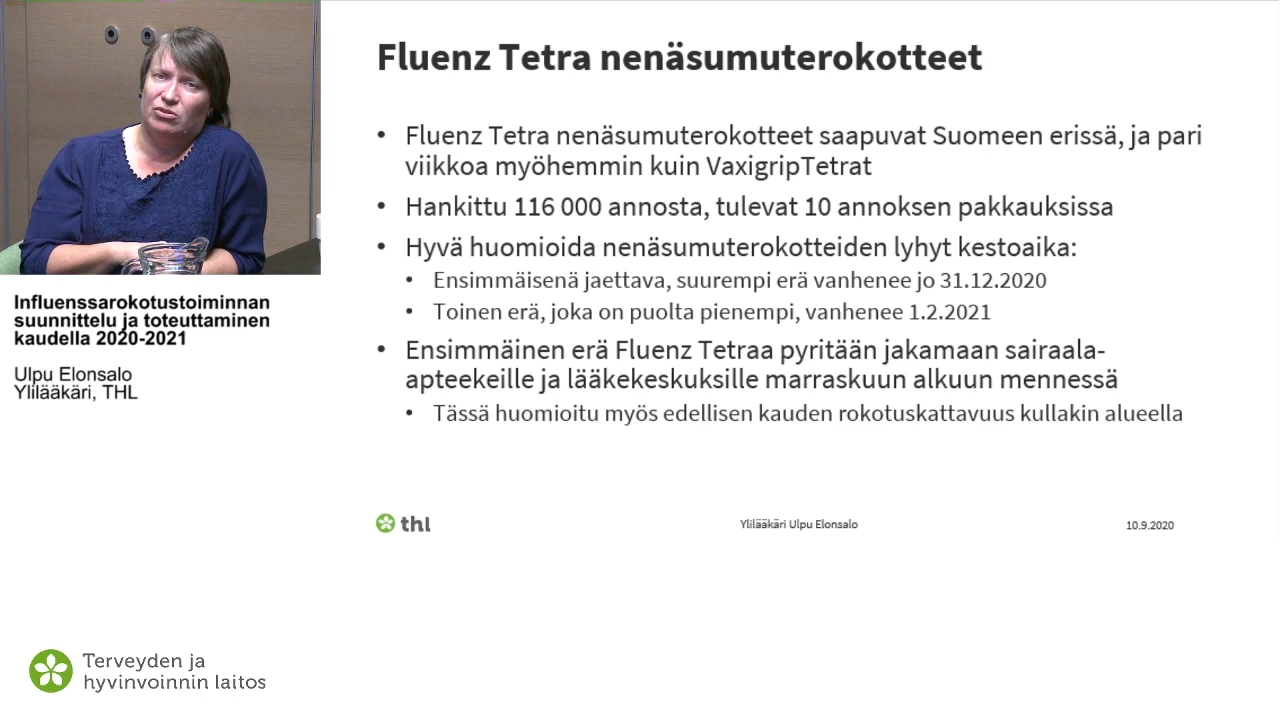 Fluenz Tetra nenäsumuterokotteet
• Fluenz Tetra nenäsumuterokotteet saapuvat Suomeen erissä, ja pari
viikkoa myöhemmin kuin VaxigripTetrat
• Hankittu 116 000 annosta, tulevat 10 annoksen pakkauksissa
• Hyvä huomioida nenäsumuterokotteiden lyhyt kestoaika:
• Ensimmäisenä jaettava, suurempi erä vanhenee jo 31.12.2020
• Toinen erä, joka on puolta pienempi, vanhenee 1.2.2021
• Ensimmäinen erä Fluenz Tetraa pyritään jakamaan sairaala-
apteekeille ja lääkekeskuksille marraskuun alkuun mennessä
• Tässä huomioitu myös edellisen kauden rokotuskattavuus kullakin alueella
thl
Ylilääkäri Ulpu Elonsalo
10.9.2020
Influenssarokotustoiminnan
suunnittelu ja toteuttaminen
kaudella 2020-2021
Ulpu Elonsalo
Ylilääkäri, THL
Terveyden ja
hyvinvoinnin laitos